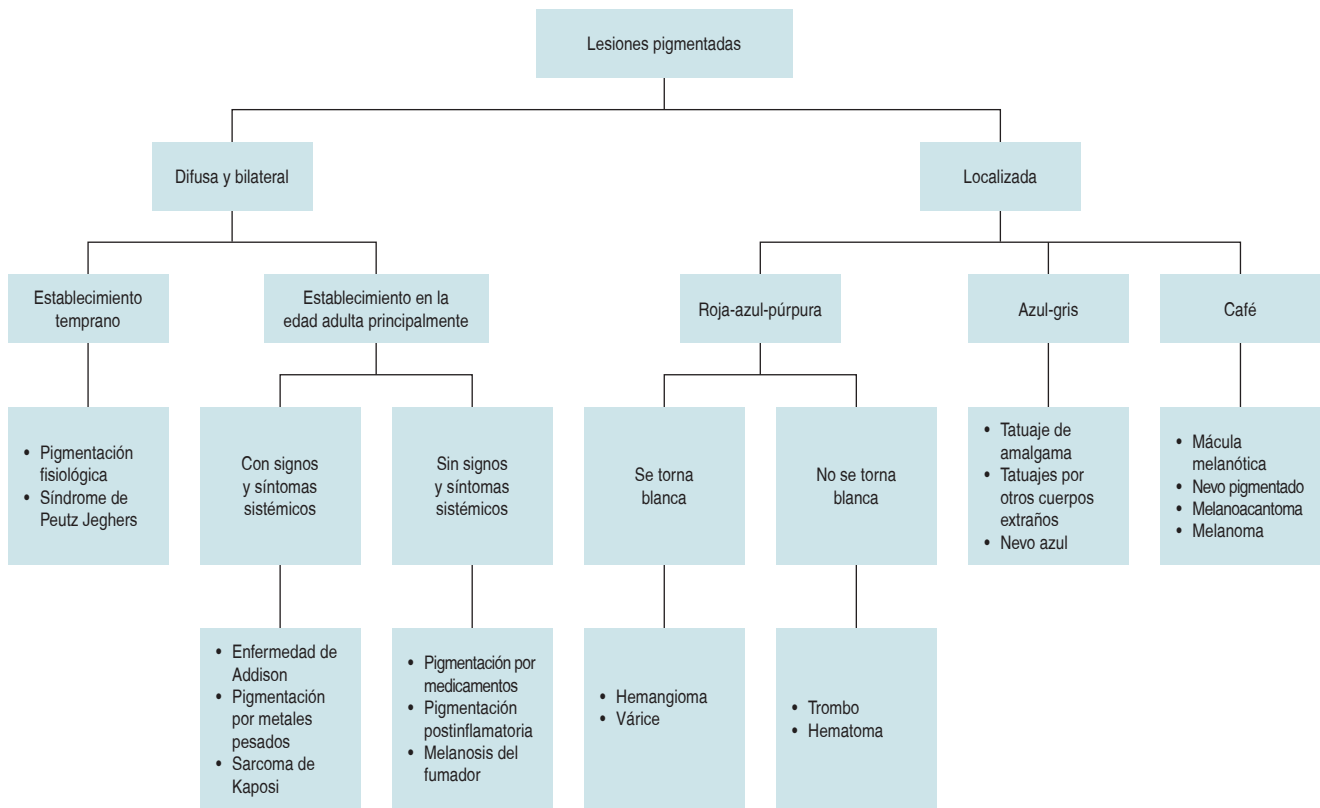 Lesiones pigmentadas
Difusa y bilateral
Localizada
Establecimiento
temprano
Establecimiento en la
edad adulta principalmente
Roja-azul-púrpura
Azul-gris
Café
• Pigmentación
fisiológica
• Síndrome de
Peutz Jeghers
Con signos
y síntomas
sistémicos
Sin signos
y síntomas
sistémicos
Se torna
blanca
No se torna
blanca
• Tatuaje de
amalgama
• Tatuajes por
otros cuerpos
extraños
• Nevo azul
• Mácula
melanótica
• Nevo pigmentado
• Melanoacantoma
• Melanoma
• Enfermedad de
Addison
• Pigmentación
por metales
pesados
• Sarcoma de
Kaposi
• Pigmentación por
medicamentos
• Pigmentación
postinflamatoria
• Melanosis del
fumador
• Hemangioma
• Várice
• Trombo
• Hematoma